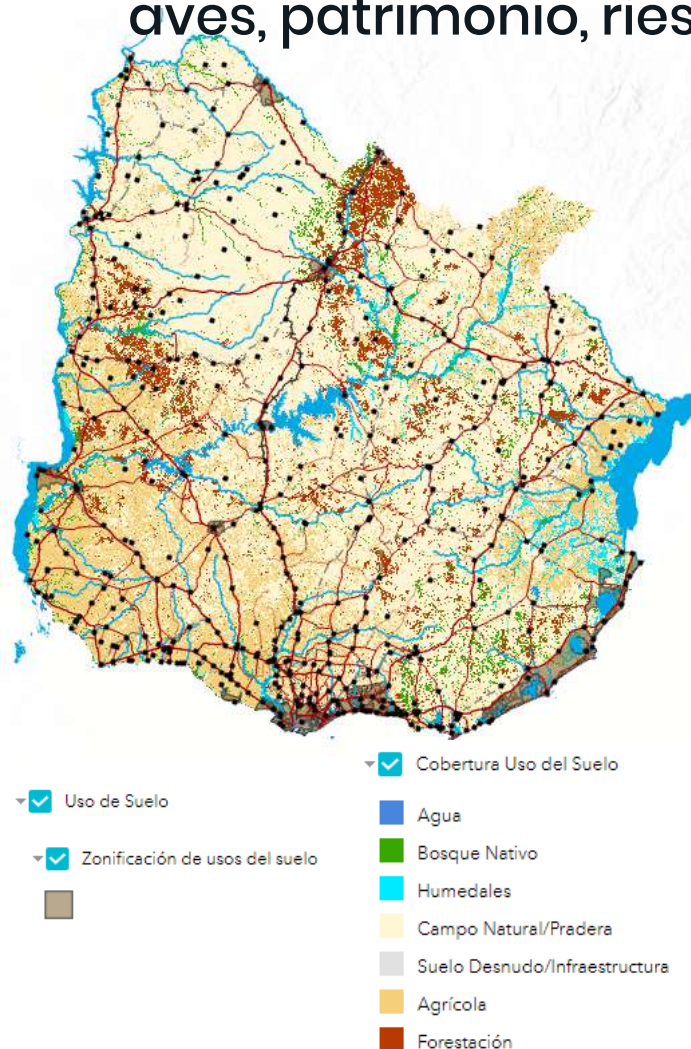 aves, patrimonio, ries
Uso de Suelo
Zonificación de usos del suelo
Cobertura Uso del Suelo
Agua
Bosque Nativo
Humedales
Campo Natural/Pradera
Suelo Desnudo/Infraestructura
Agrícola
Forestación